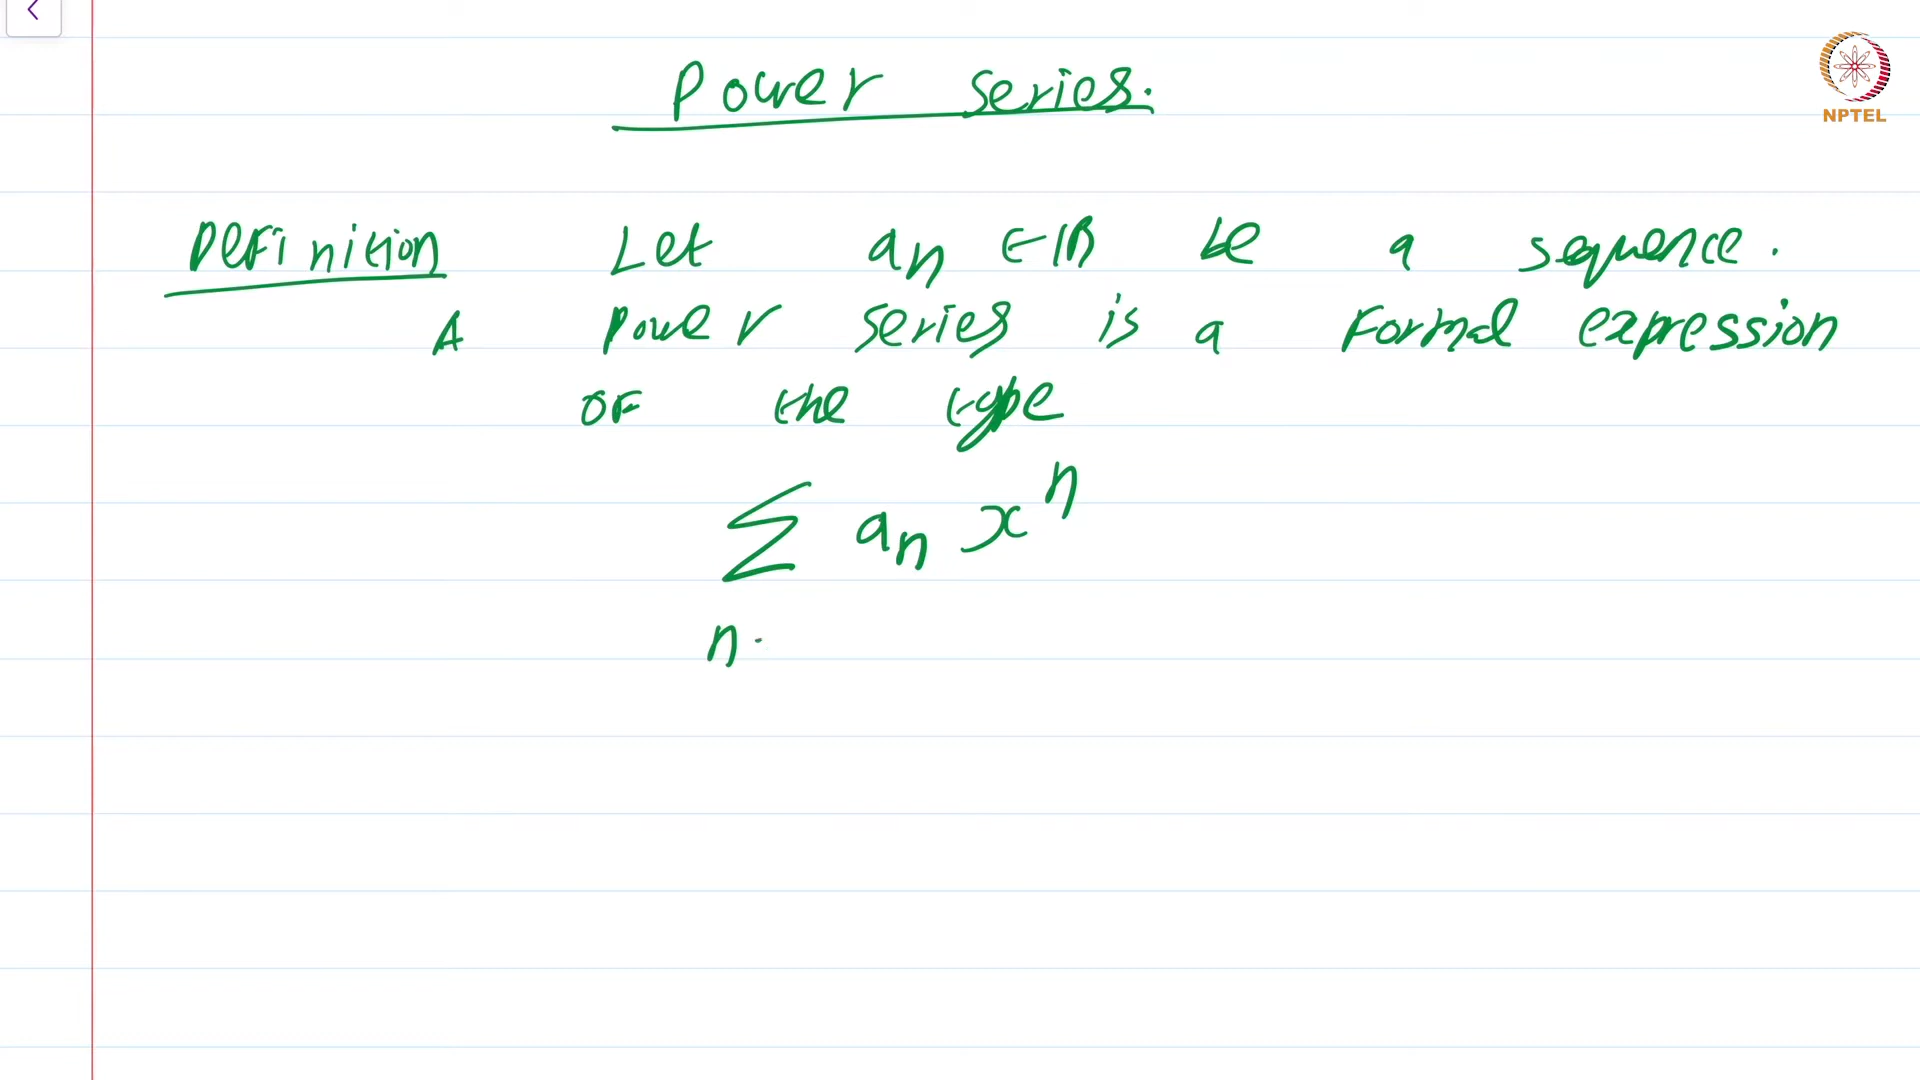 Power series.
NPTEL
Definition Let aₙ ∈ ℝ be a sequence.
A power series is a formal expression
of the type
∑ aₙ xⁿ
n